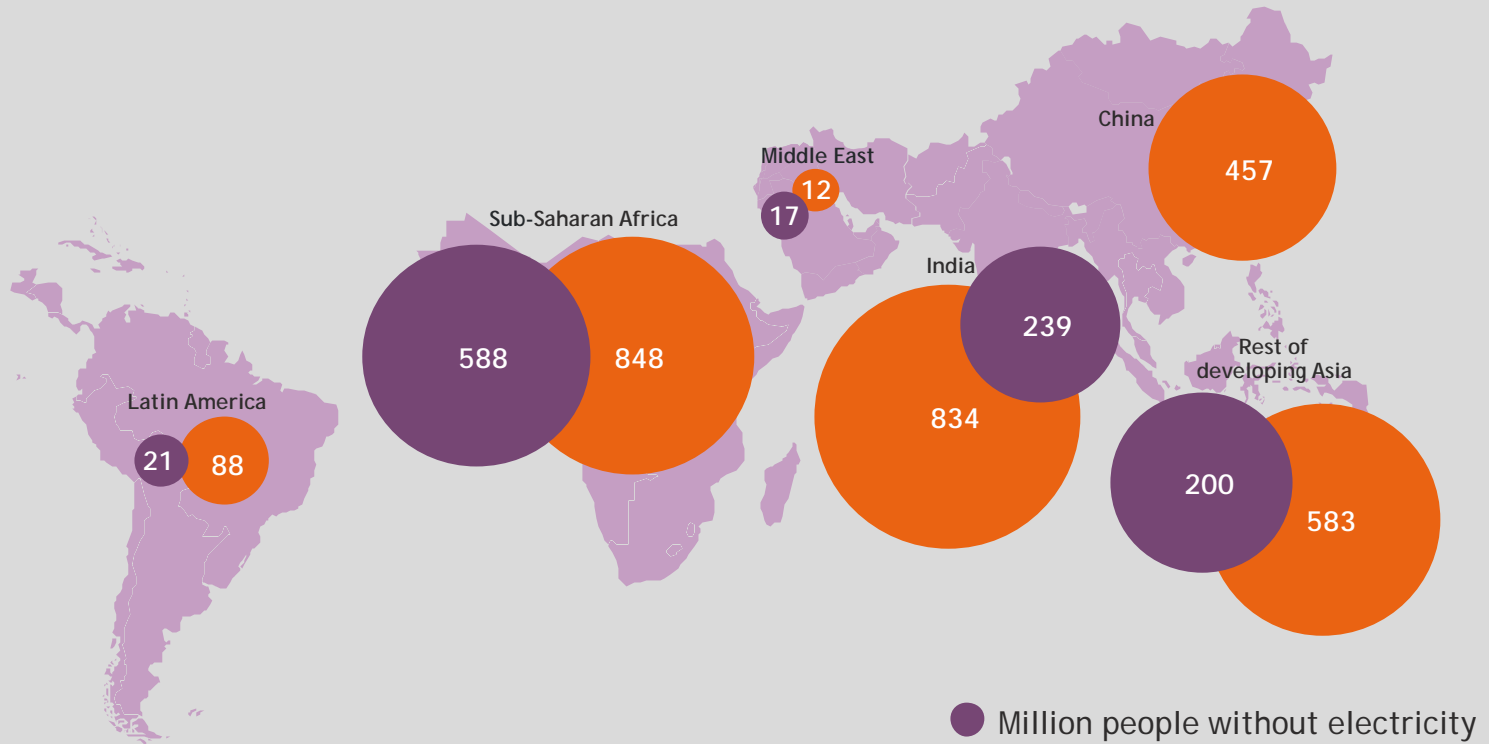 China
457
Middle East
12
17
Sub-Saharan Africa
588
848
India
239
834
Rest of
developing Asia
200
583
Latin America
21
88
Million people without electricity